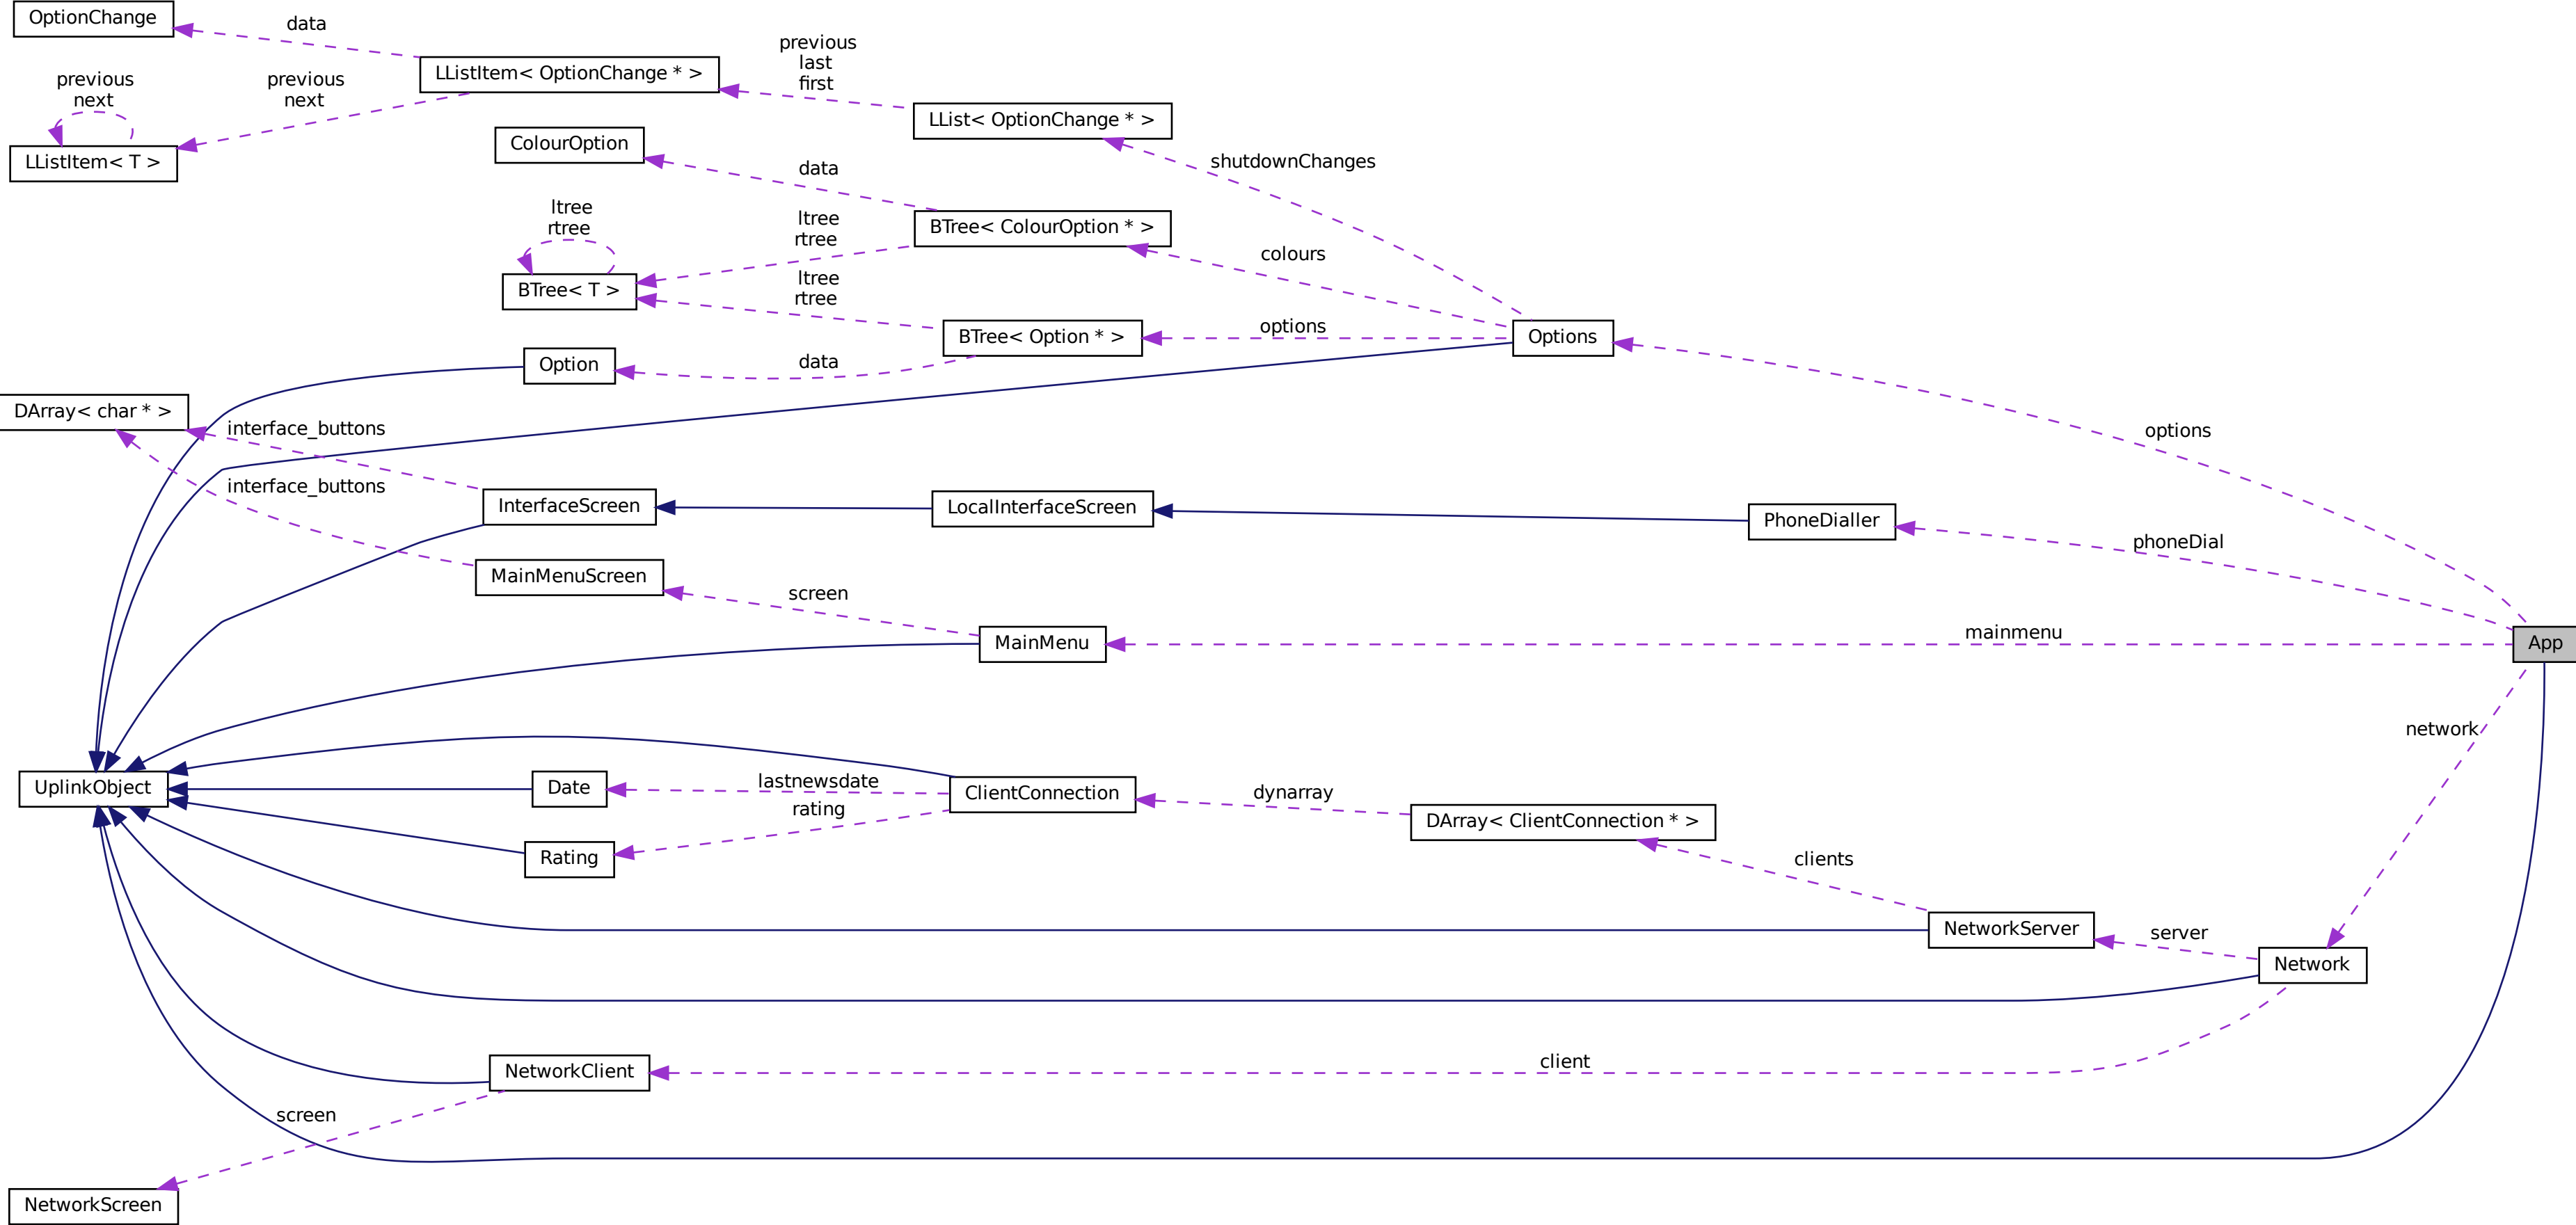 OptionChange
data
previous
last
first
LListItem< OptionChange * >
previous
next
previous
next
LList< OptionChange * >
ColourOption
LListItem< T >
shutdownChanges
data
ltree
rtree
ltree
rtree
BTree< ColourOption * >
colours
BTree< T >
ltree
rtree
options
BTree< Option * >
Options
Option
data
DArray< char * >
interface_buttons
options
interface_buttons
InterfaceScreen
LocalInterfaceScreen
PhoneDialler
phoneDial
MainMenuScreen
screen
mainmenu
MainMenu
App
network
UplinkObject
Date
lastnewsdate
ClientConnection
dynarray
rating
DArray< ClientConnection * >
Rating
clients
NetworkServer
server
Network
client
NetworkClient
screen
NetworkScreen